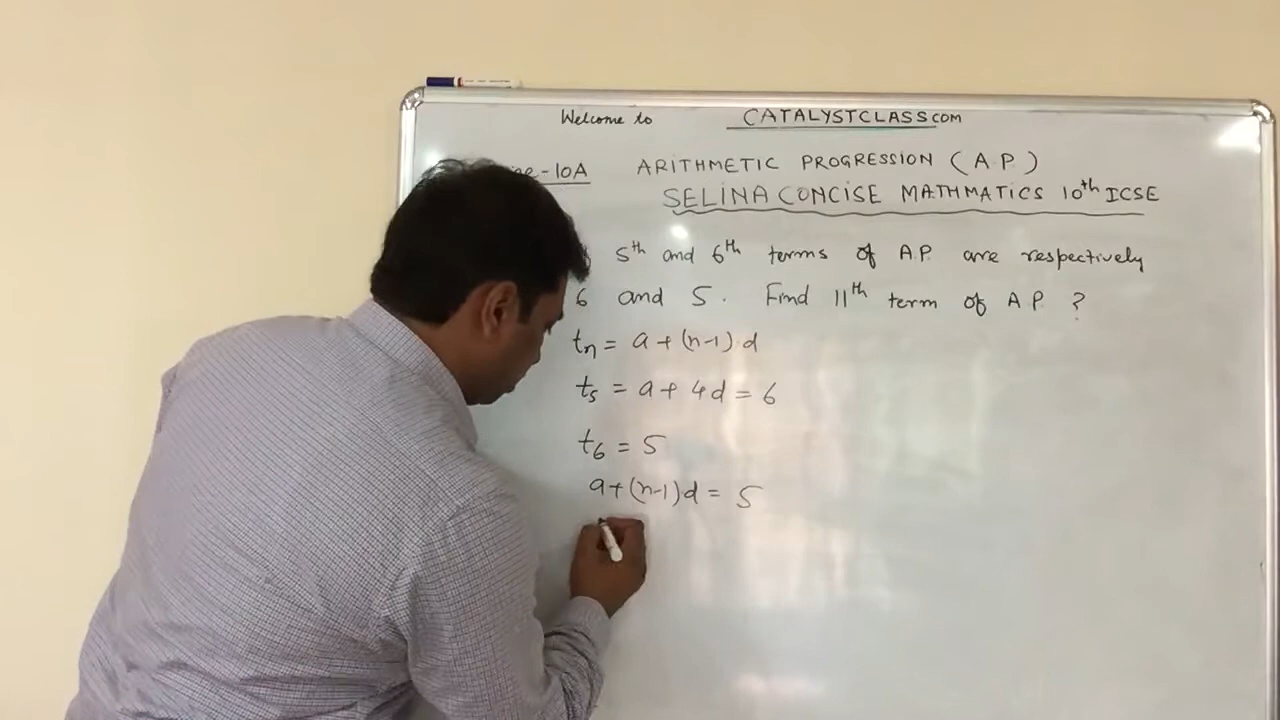 Welcome to CATALYSTCLASS com
-10A ARITHMETIC PROGRESSION (A P)
SELINA CONCISE MATHMATICS 10th ICSE
5th and 6th terms of A.P. are respectively
6 and 5. Find 11th term of A P ?
tn = a + (n-1).d
t5 = a + 4d = 6
t6 = 5
a+(n-1)d = 5